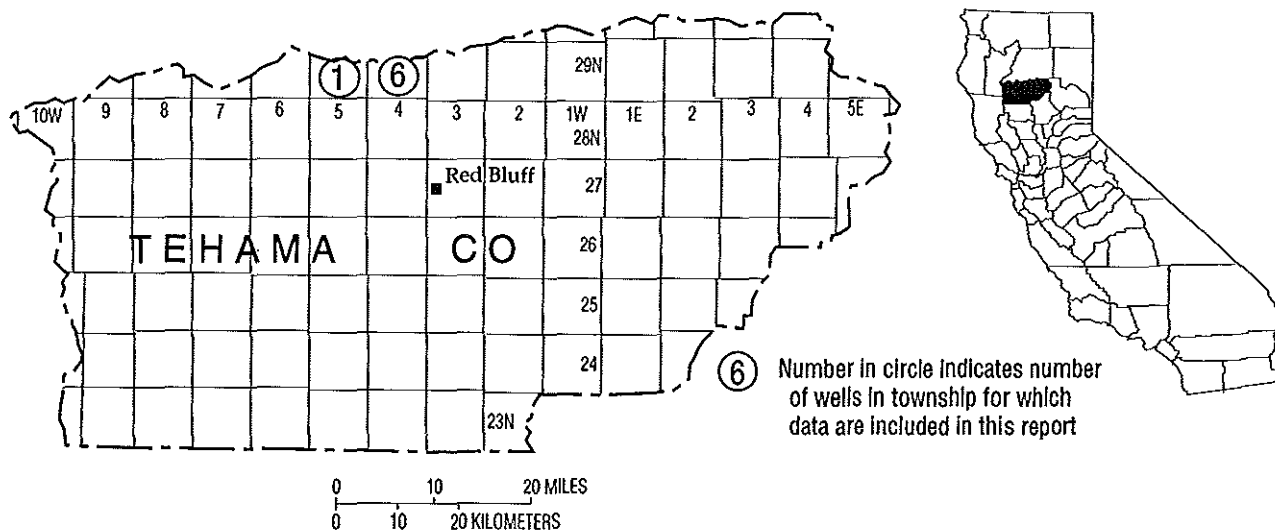 1 6 29N
10W 9 8 7 6 5 4 3 2 1W 1E 2 3 4 5E
28N
Red Bluff 27
TEHAMA CO 26
25
24
23N
6 Number in circle indicates number
of wells in township for which
data are included in this report
0 10 20 MILES
0 10 20 KILOMETERS